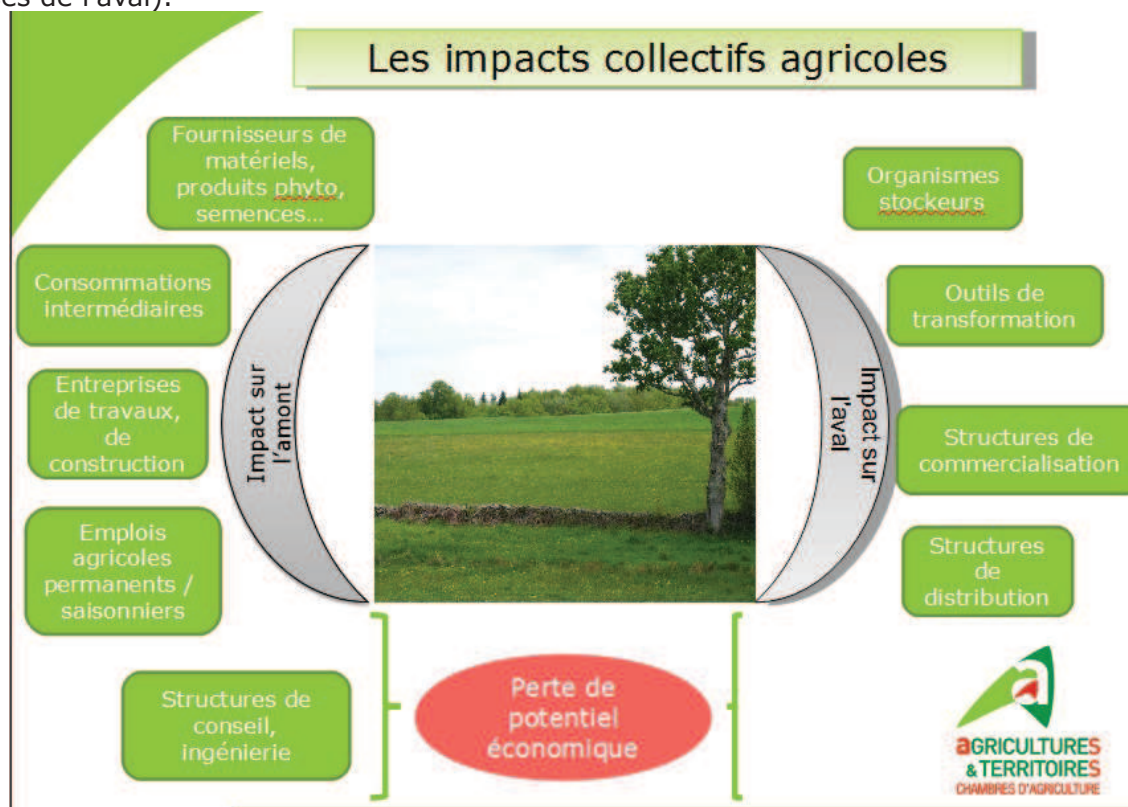 es de l'aval).
Les impacts collectifs agricoles
Fournisseurs de
matériels,
produits phyto,
semences...
Consommations
intermédiaires
Entreprises
de travaux,
de
construction
Emplois
agricoles
permanents /
saisonniers
Structures de
conseil,
ingénierie
Impact sur
l'amont
Perte de
potentiel
économique
Impact sur
l'aval
Organismes
stockeurs
Outils de
transformation
Structures de
commercialisation
Structures
de
distribution
a
aGRICULTURES
& TERRITOIRES
CHAMBRES D'AGRICULTURE